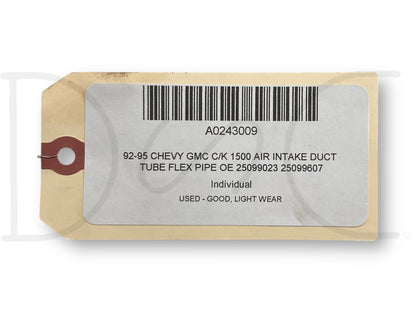 A0243009
92-95 CHEVY GMC C/K 1500 AIR INTAKE DUCT
TUBE FLEX PIPE OE 25099023 25099607
Individual
USED - GOOD, LIGHT WEAR